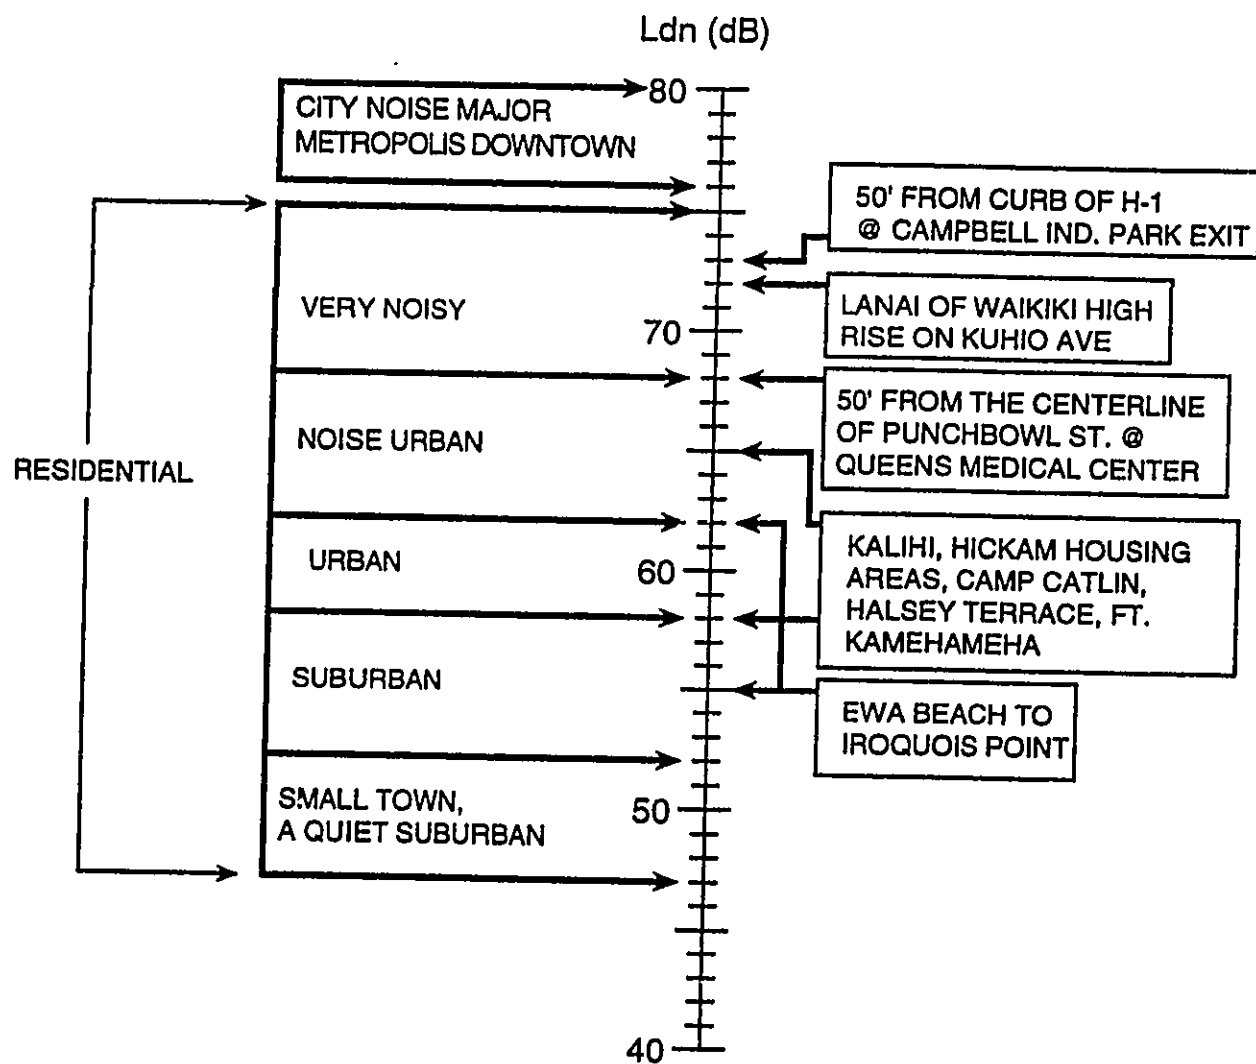 Ldn (dB)
80
CITY NOISE MAJOR
METROPOLIS DOWNTOWN
50' FROM CURB OF H-1
@ CAMPBELL IND. PARK EXIT
VERY NOISY
70
LANAI OF WAIKIKI HIGH
RISE ON KUHIO AVE
NOISE URBAN
50' FROM THE CENTERLINE
OF PUNCHBOWL ST. @
QUEENS MEDICAL CENTER
RESIDENTIAL
URBAN
60
KALIHI, HICKAM HOUSING
AREAS, CAMP CATLIN,
HALSEY TERRACE, FT.
KAMEHAMEHA
SUBURBAN
EWA BEACH TO
IROQUOIS POINT
SMALL TOWN,
A QUIET SUBURBAN
50
40